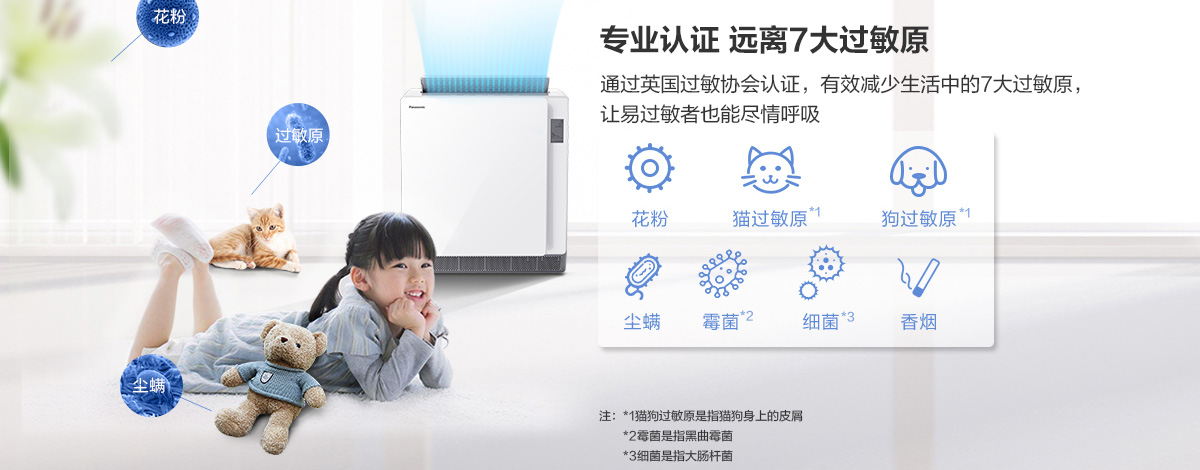 花粉
过敏原
尘螨
Panasonic
专业认证 远离7大过敏原
通过英国过敏协会认证，有效减少生活中的7大过敏原，
让易过敏者也能尽情呼吸
花粉 猫过敏原*1 狗过敏原*1
尘螨 霉菌*2 细菌*3 香烟
注：*1猫狗过敏原是指猫狗身上的皮屑
*2霉菌是指黑曲霉菌
*3细菌是指大肠杆菌